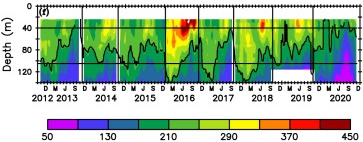 (f)
0
40
80
120
Depth (m)
D M J S D M J S D M J S D M J S D M J S D M J S D M J S D M J S D
2012 2013 2014 2015 2016 2017 2018 2019 2020
50 130 210 290 370 450